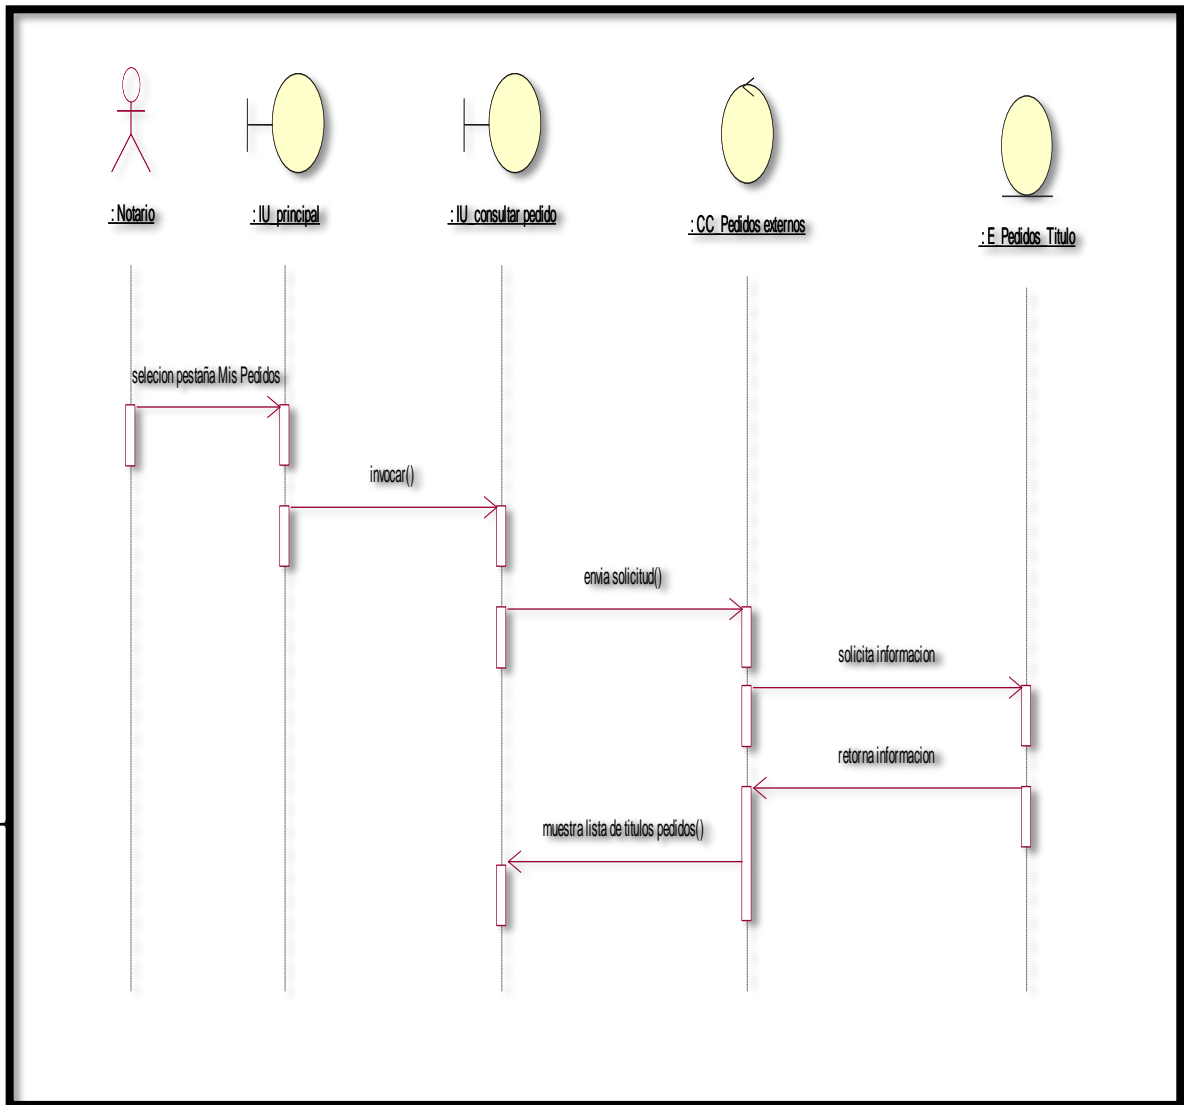 : Notario
: IU_principal
: IU_consultar pedido
: CC_Pedidos externos
: E_Pedidos_Titulo
selecion pestaña Mis Pedidos
invocar()
envia solicitud()
solicita informacion
retorna informacion
muestra lista de titulos pedidos()